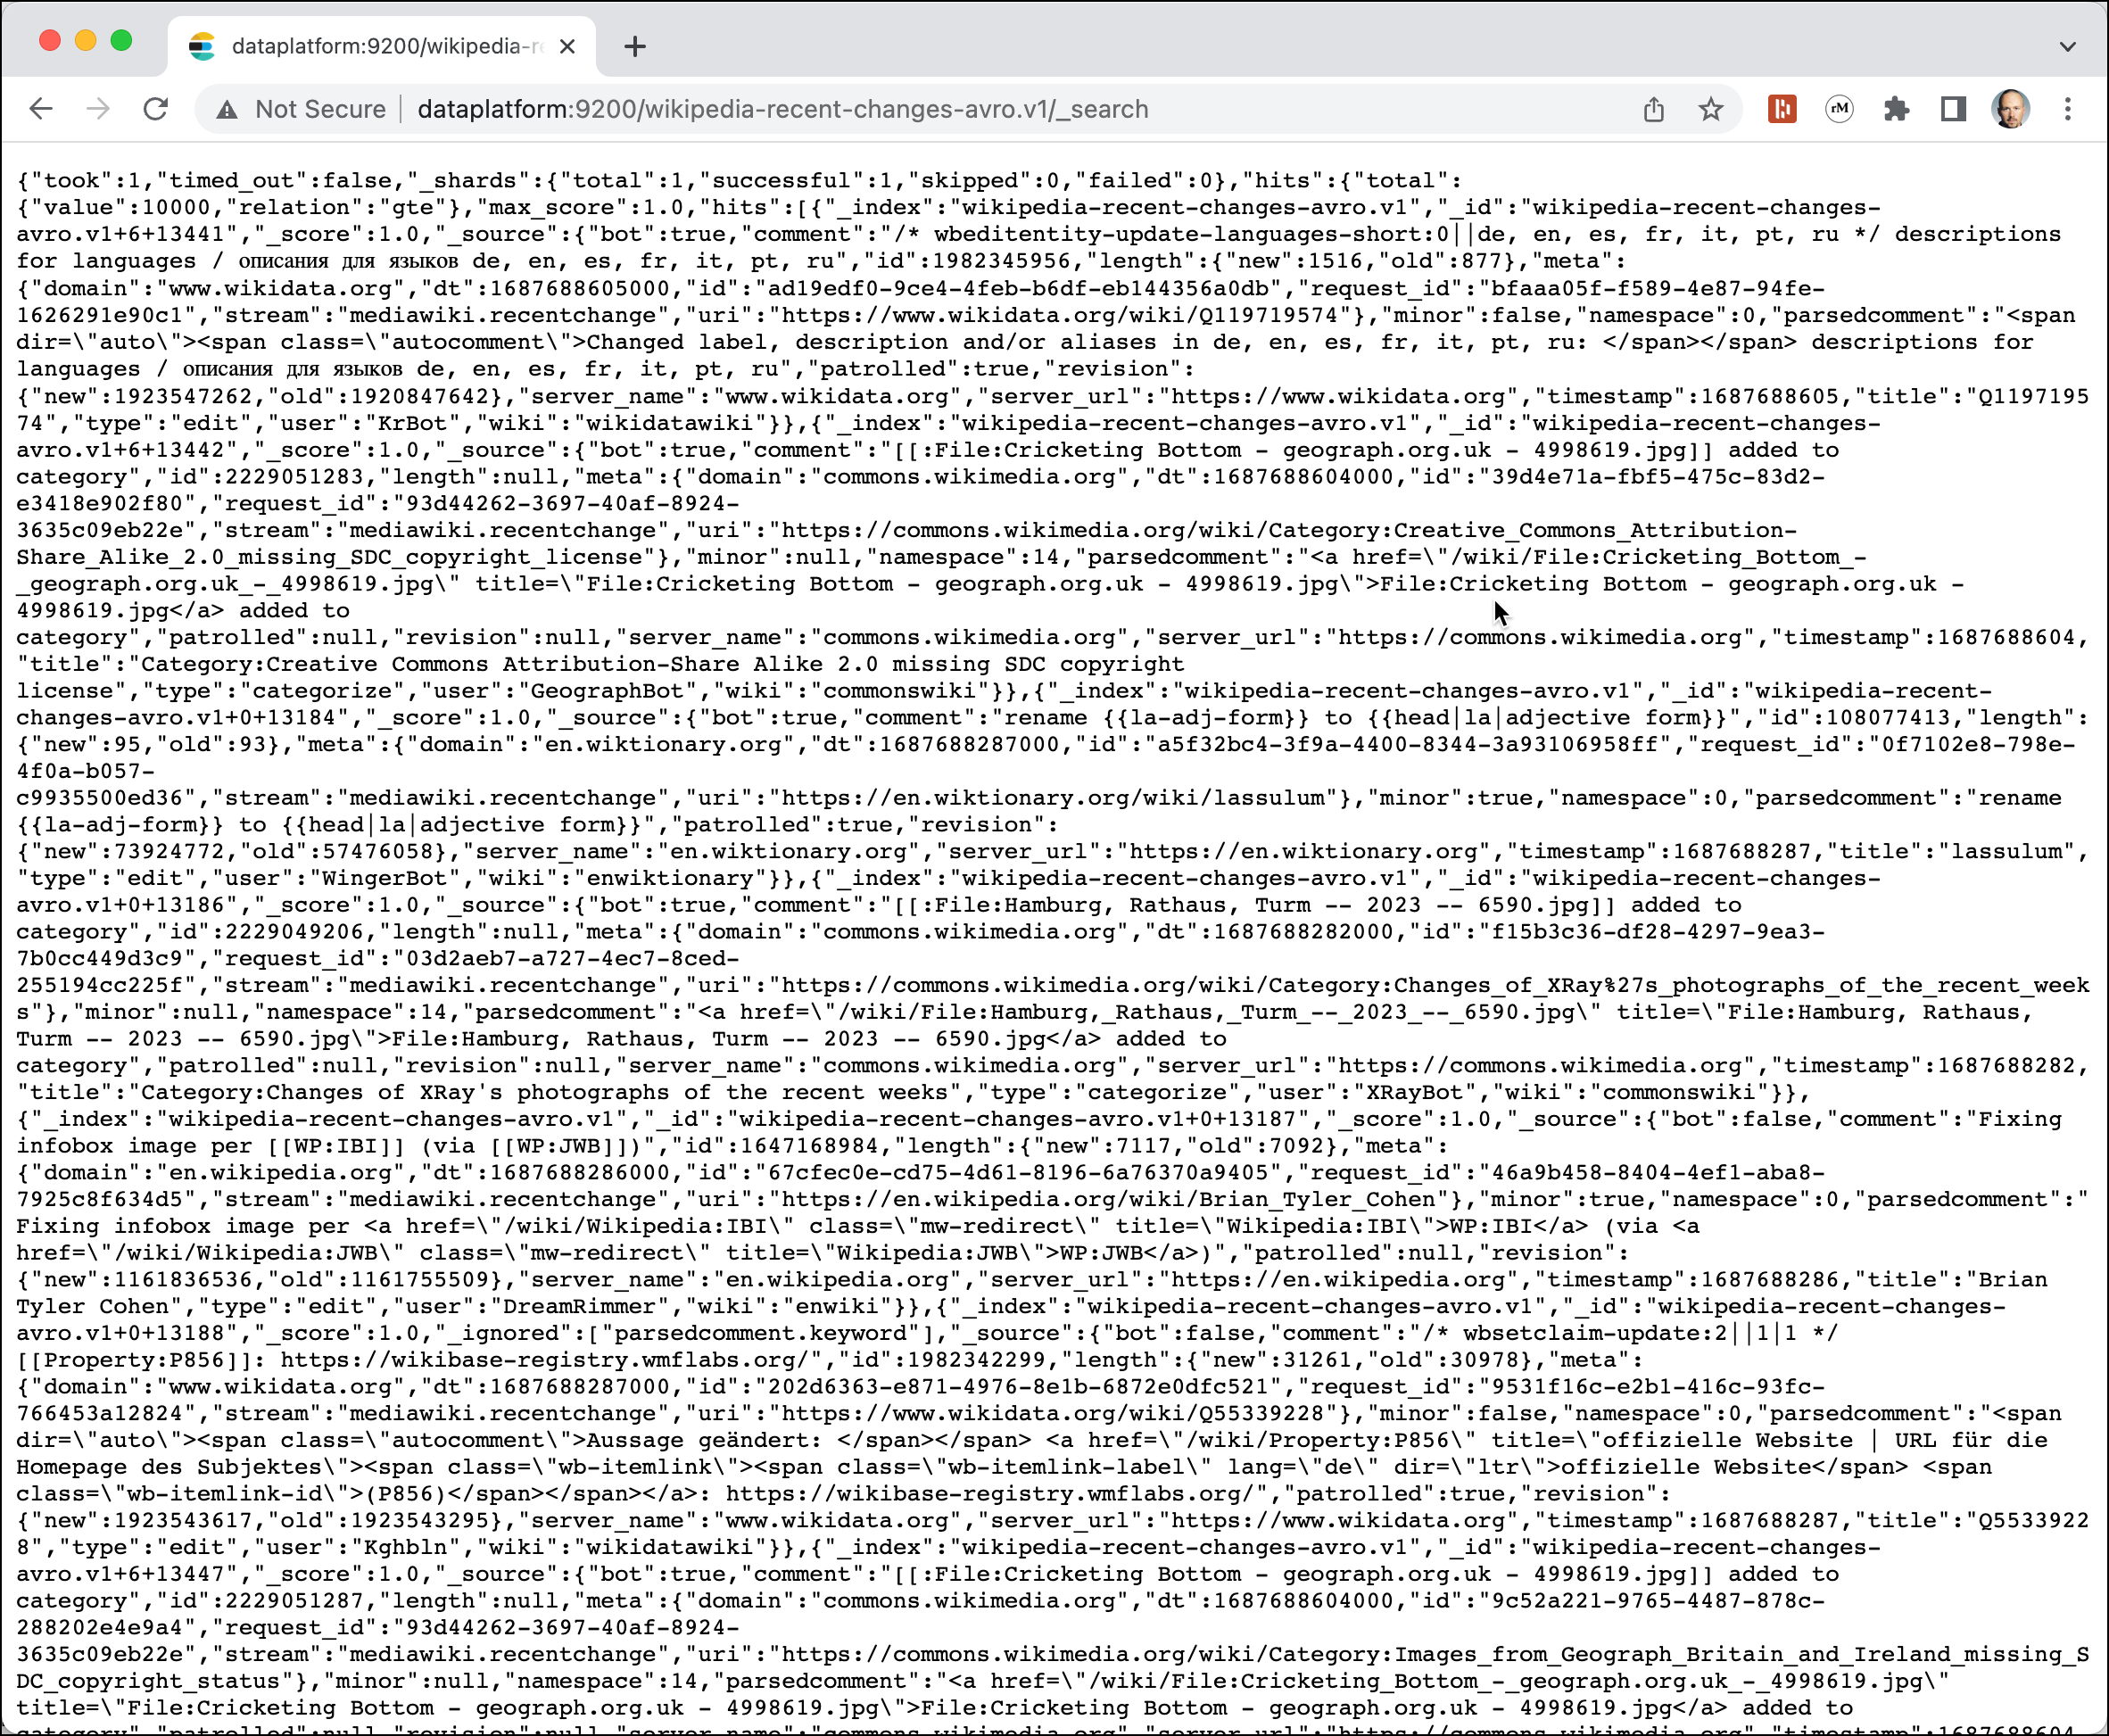 dataplatform:9200/wikipedia-re
Not Secure dataplatform:9200/wikipedia-recent-changes-avro.v1/_search
rM
{"took":1,"timed_out":false,"_shards":{"total":1,"successful":1,"skipped":0,"failed":0},"hits":{"total":
{"value":10000,"relation":"gte"},"max_score":1.0,"hits":[{"_index":"wikipedia-recent-changes-avro.v1","_id":"wikipedia-recent-changes-
avro.v1+6+13441","_score":1.0,"_source":{"bot":true,"comment":"/* wbeditentity-update-languages-short:0||de, en, es, fr, it, pt, ru */ descriptions
for languages / описания для языков de, en, es, fr, it, pt, ru","id":1982345956,"length":{"new":1516,"old":877},"meta":
{"domain":"www.wikidata.org","dt":1687688605000,"id":"ad19edf0-9ce4-4feb-b6df-eb144356a0db","request_id":"bfaaa05f-f589-4e87-94fe-
1626291e90c1","stream":"mediawiki.recentchange","uri":"https://www.wikidata.org/wiki/Q119719574"},"minor":false,"namespace":0,"parsedcomment":"<span
dir=\"auto\"><span class=\"autocomment\">Changed label, description and/or aliases in de, en, es, fr, it, pt, ru: </span></span> descriptions for
languages / описания для языков de, en, es, fr, it, pt, ru","patrolled":true,"revision":
{"new":1923547262,"old":1920847642},"server_name":"www.wikidata.org","server_url":"https://www.wikidata.org","timestamp":1687688605,"title":"Q1197195
74","type":"edit","user":"KrBot","wiki":"wikidatawiki"}},{"_index":"wikipedia-recent-changes-avro.v1","_id":"wikipedia-recent-changes-
avro.v1+6+13442","_score":1.0,"_source":{"bot":true,"comment":"[[:File:Cricketing Bottom - geograph.org.uk - 4998619.jpg]] added to
category","id":2229051283,"length":null,"meta":{"domain":"commons.wikimedia.org","dt":1687688604000,"id":"39d4e71a-fbf5-475c-83d2-
e3418e902f80","request_id":"93d44262-3697-40af-8924-
3635c09eb22e","stream":"mediawiki.recentchange","uri":"https://commons.wikimedia.org/wiki/Category:Creative_Commons_Attribution-
Share_Alike_2.0_missing_SDC_copyright_license"},"minor":null,"namespace":14,"parsedcomment":"<a href=\"/wiki/File:Cricketing_Bottom_-
_geograph.org.uk_-_4998619.jpg\" title=\"File:Cricketing Bottom - geograph.org.uk - 4998619.jpg\">File:Cricketing Bottom - geograph.org.uk -
4998619.jpg</a> added to
category","patrolled":null,"revision":null,"server_name":"commons.wikimedia.org","server_url":"https://commons.wikimedia.org","timestamp":1687688604,
"title":"Category:Creative Commons Attribution-Share Alike 2.0 missing SDC copyright
license","type":"categorize","user":"GeographBot","wiki":"commonswiki"}},{"_index":"wikipedia-recent-changes-avro.v1","_id":"wikipedia-recent-
changes-avro.v1+0+13184","_score":1.0,"_source":{"bot":true,"comment":"rename {{la-adj-form}} to {{head|la|adjective form}}","id":108077413,"length":
{"new":95,"old":93},"meta":{"domain":"en.wiktionary.org","dt":1687688287000,"id":"a5f32bc4-3f9a-4400-8344-3a93106958ff","request_id":"0f7102e8-798e-
4f0a-b057-
c9935500ed36","stream":"mediawiki.recentchange","uri":"https://en.wiktionary.org/wiki/lassulum"},"minor":true,"namespace":0,"parsedcomment":"rename
{{la-adj-form}} to {{head|la|adjective form}}","patrolled":true,"revision":
{"new":73924772,"old":57476058},"server_name":"en.wiktionary.org","server_url":"https://en.wiktionary.org","timestamp":1687688287,"title":"lassulum",
"type":"edit","user":"WingerBot","wiki":"enwiktionary"}},{"_index":"wikipedia-recent-changes-avro.v1","_id":"wikipedia-recent-changes-
avro.v1+0+13186","_score":1.0,"_source":{"bot":true,"comment":"[[:File:Hamburg, Rathaus, Turm -- 2023 -- 6590.jpg]] added to
category","id":2229049206,"length":null,"meta":{"domain":"commons.wikimedia.org","dt":1687688282000,"id":"f15b3c36-df28-4297-9ea3-
7b0cc449d3c9","request_id":"03d2aeb7-a727-4ec7-8ced-
255194cc225f","stream":"mediawiki.recentchange","uri":"https://commons.wikimedia.org/wiki/Category:Changes_of_XRay%27s_photographs_of_the_recent_week
s"},"minor":null,"namespace":14,"parsedcomment":"<a href=\"/wiki/File:Hamburg,_Rathaus,_Turm_--_2023_--_6590.jpg\" title=\"File:Hamburg, Rathaus,
Turm -- 2023 -- 6590.jpg\">File:Hamburg, Rathaus, Turm -- 2023 -- 6590.jpg</a> added to
category","patrolled":null,"revision":null,"server_name":"commons.wikimedia.org","server_url":"https://commons.wikimedia.org","timestamp":1687688282,
"title":"Category:Changes of XRay's photographs of the recent weeks","type":"categorize","user":"XRayBot","wiki":"commonswiki"}},
{"_index":"wikipedia-recent-changes-avro.v1","_id":"wikipedia-recent-changes-avro.v1+0+13187","_score":1.0,"_source":{"bot":false,"comment":"Fixing
infobox image per [[WP:IBI]] (via [[WP:JWB]])","id":1647168984,"length":{"new":7117,"old":7092},"meta":
{"domain":"en.wikipedia.org","dt":1687688286000,"id":"67cfec0e-cd75-4d61-8196-6a76370a9405","request_id":"46a9b458-8404-4ef1-aba8-
7925c8f634d5","stream":"mediawiki.recentchange","uri":"https://en.wikipedia.org/wiki/Brian_Tyler_Cohen"},"minor":true,"namespace":0,"parsedcomment":"
Fixing infobox image per <a href=\"/wiki/Wikipedia:IBI\" class=\"mw-redirect\" title=\"Wikipedia:IBI\">WP:IBI</a> (via <a
href=\"/wiki/Wikipedia:JWB\" class=\"mw-redirect\" title=\"Wikipedia:JWB\">WP:JWB</a>)","patrolled":null,"revision":
{"new":1161836536,"old":1161755509},"server_name":"en.wikipedia.org","server_url":"https://en.wikipedia.org","timestamp":1687688286,"title":"Brian
Tyler Cohen","type":"edit","user":"DreamRimmer","wiki":"enwiki"}},{"_index":"wikipedia-recent-changes-avro.v1","_id":"wikipedia-recent-changes-
avro.v1+0+13188","_score":1.0,"_ignored":["parsedcomment.keyword"],"_source":{"bot":false,"comment":"/* wbsetclaim-update:2||1|1 */
[[Property:P856]]: https://wikibase-registry.wmflabs.org/","id":1982342299,"length":{"new":31261,"old":30978},"meta":
{"domain":"www.wikidata.org","dt":1687688287000,"id":"202d6363-e871-4976-8e1b-6872e0dfc521","request_id":"9531f16c-e2b1-416c-93fc-
766453a12824","stream":"mediawiki.recentchange","uri":"https://www.wikidata.org/wiki/Q55339228"},"minor":false,"namespace":0,"parsedcomment":"<span
dir=\"auto\"><span class=\"autocomment\">Aussage geändert: </span></span> <a href=\"/wiki/Property:P856\" title=\"offizielle Website | URL für die
Homepage des Subjektes\"><span class=\"wb-itemlink\"><span class=\"wb-itemlink-label\" lang=\"de\" dir=\"ltr\">offizielle Website</span> <span
class=\"wb-itemlink-id\">(P856)</span></span></a>: https://wikibase-registry.wmflabs.org/","patrolled":true,"revision":
{"new":1923543617,"old":1923543295},"server_name":"www.wikidata.org","server_url":"https://www.wikidata.org","timestamp":1687688287,"title":"Q5533922
8","type":"edit","user":"Kghbln","wiki":"wikidatawiki"}},{"_index":"wikipedia-recent-changes-avro.v1","_id":"wikipedia-recent-changes-
avro.v1+6+13447","_score":1.0,"_source":{"bot":true,"comment":"[[:File:Cricketing Bottom - geograph.org.uk - 4998619.jpg]] added to
category","id":2229051287,"length":null,"meta":{"domain":"commons.wikimedia.org","dt":1687688604000,"id":"9c52a221-9765-4487-878c-
288202e4e9a4","request_id":"93d44262-3697-40af-8924-
3635c09eb22e","stream":"mediawiki.recentchange","uri":"https://commons.wikimedia.org/wiki/Category:Images_from_Geograph_Britain_and_Ireland_missing_S
DC_copyright_status"},"minor":null,"namespace":14,"parsedcomment":"<a href=\"/wiki/File:Cricketing_Bottom_-_geograph.org.uk_-_4998619.jpg\"
title=\"File:Cricketing Bottom - geograph.org.uk - 4998619.jpg\">File:Cricketing Bottom - geograph.org.uk - 4998619.jpg</a> added to
category","patrolled":null,"revision":null,"server_name":"commons.wikimedia.org","server_url":"https://commons.wikimedia.org","timestamp":1687688604,